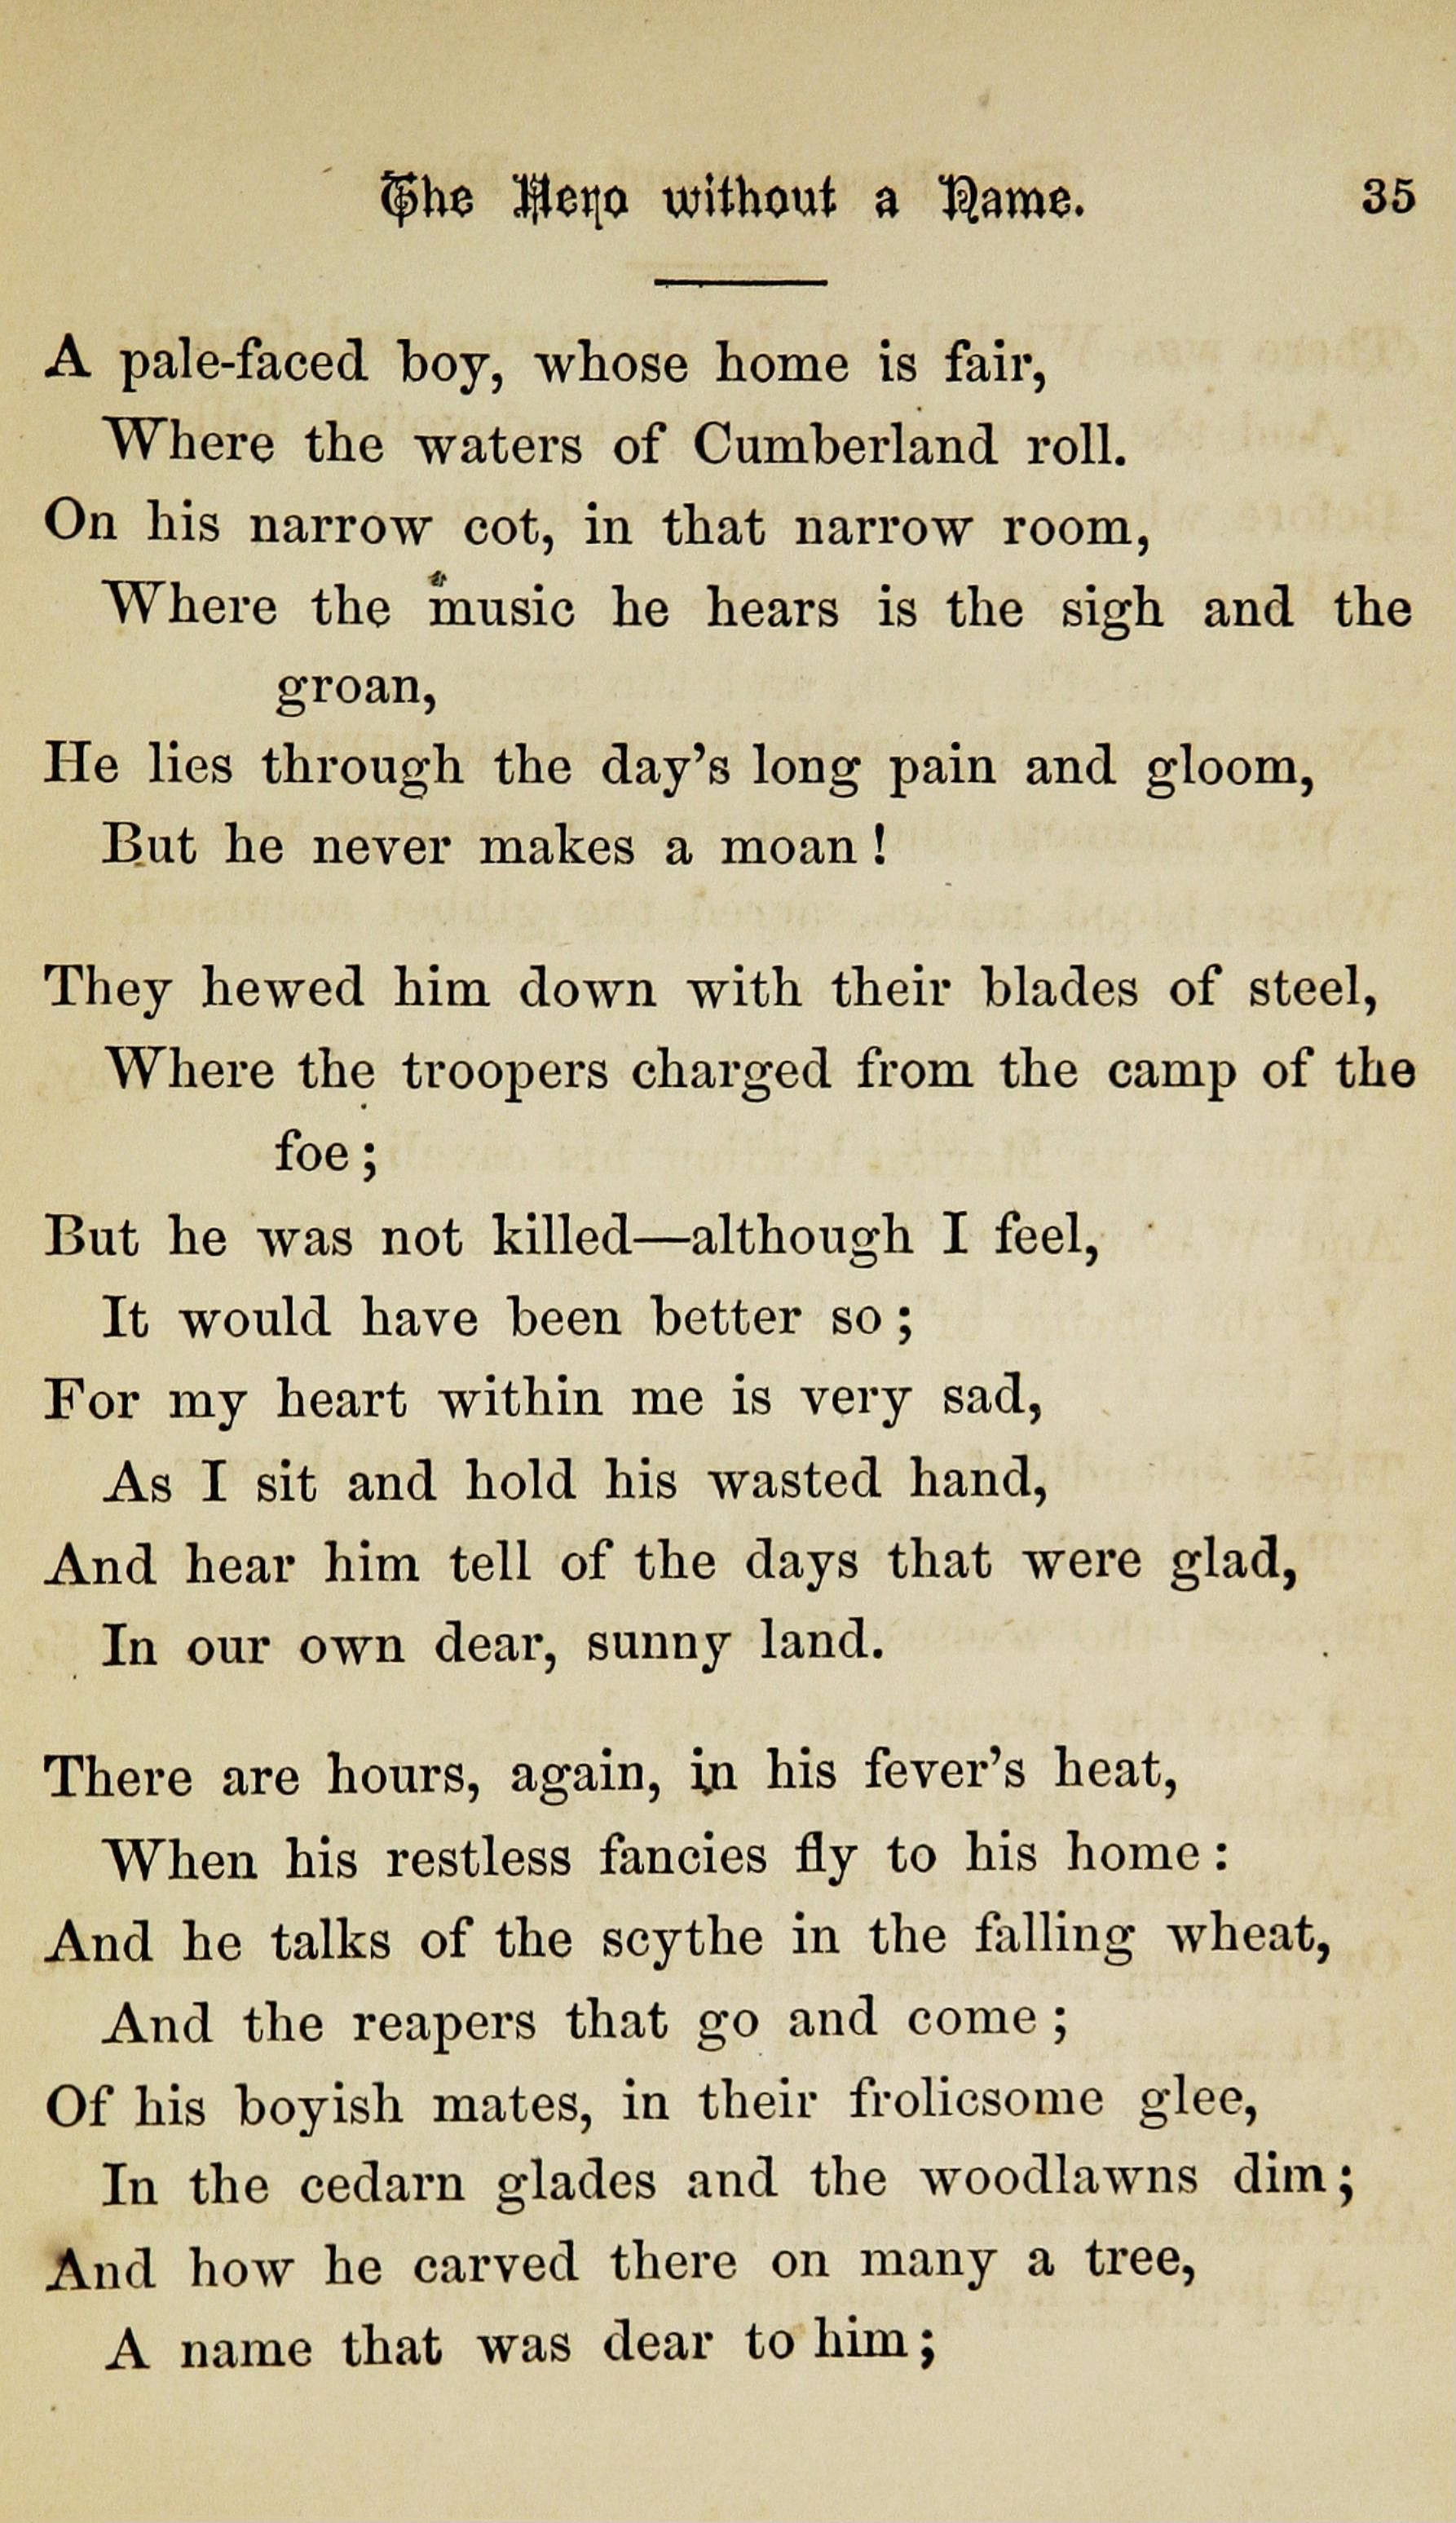 The Hero without a Name. 35
A pale-faced boy, whose home is fair,
Where the waters of Cumberland roll.
On his narrow cot, in that narrow room,
Where the music he hears is the sigh and the
groan,
He lies through the day's long pain and gloom,
But he never makes a moan!
They hewed him down with their blades of steel,
Where the troopers charged from the camp of the
foe;
But he was not killed—although I feel,
It would have been better so;
For my heart within me is very sad,
As I sit and hold his wasted hand,
And hear him tell of the days that were glad,
In our own dear, sunny land.
There are hours, again, in his fever's heat,
When his restless fancies fly to his home:
And he talks of the scythe in the falling wheat,
And the reapers that go and come;
Of his boyish mates, in their frolicsome glee,
In the cedarn glades and the woodlawns dim;
And how he carved there on many a tree,
A name that was dear to him;